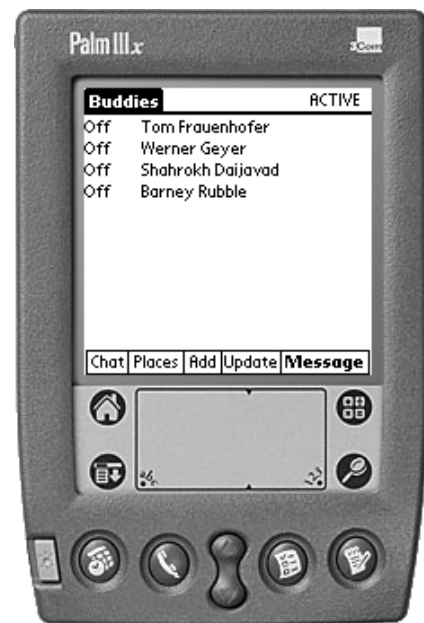 Palm IIIx
3Com
Buddies ACTIVE
Off Tom Frauenhofer
Off Werner Geyer
Off Shahrokh Daijavad
Off Barney Rubble
Chat Places Add Update Message